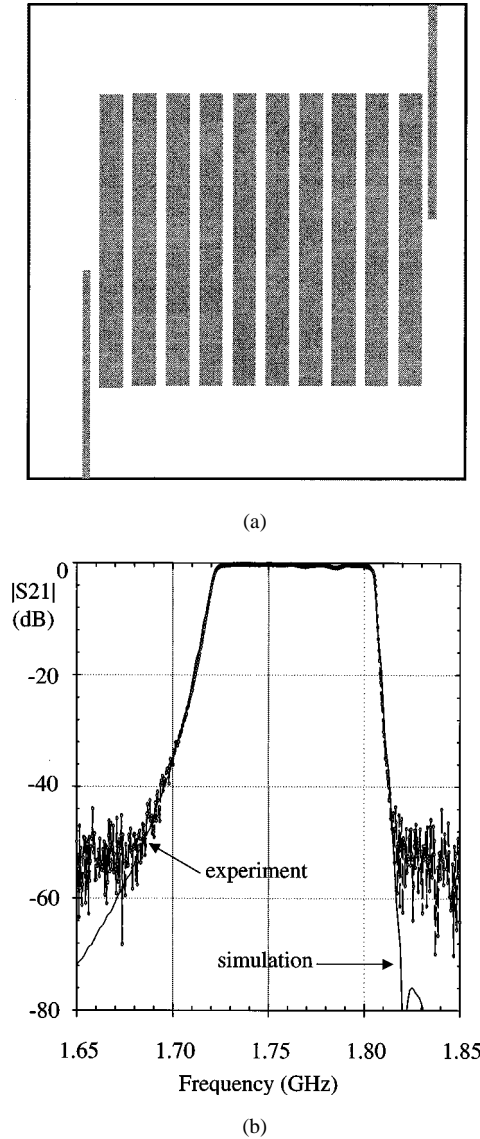 (a)
0
|S21|
(dB)
-20
-40
experiment
-60
simulation
-80
1.65 1.70 1.75 1.80 1.85
Frequency (GHz)
(b)